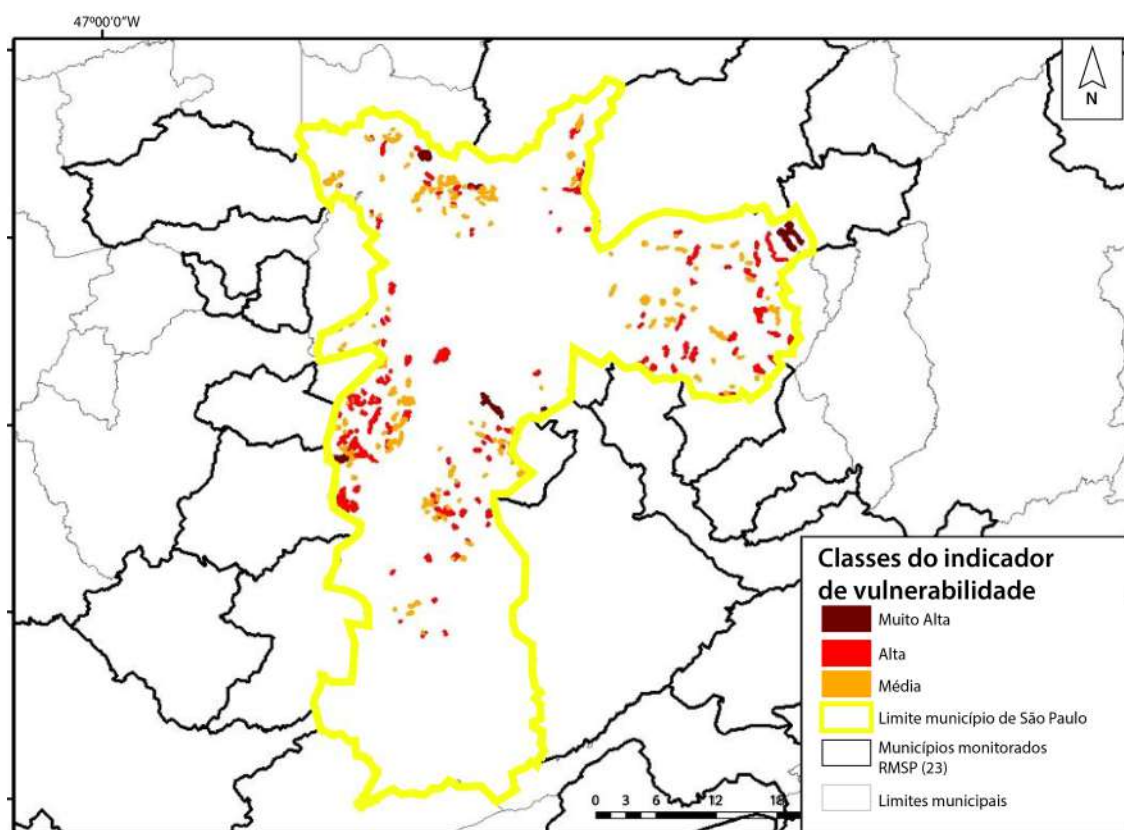 47º00'0"W
N
Classes do indicador
de vulnerabilidade
Muito Alta
Alta
Média
Limite município de São Paulo
Municípios monitorados
RMSP (23)
Limites municipais
0 3 6 12 18